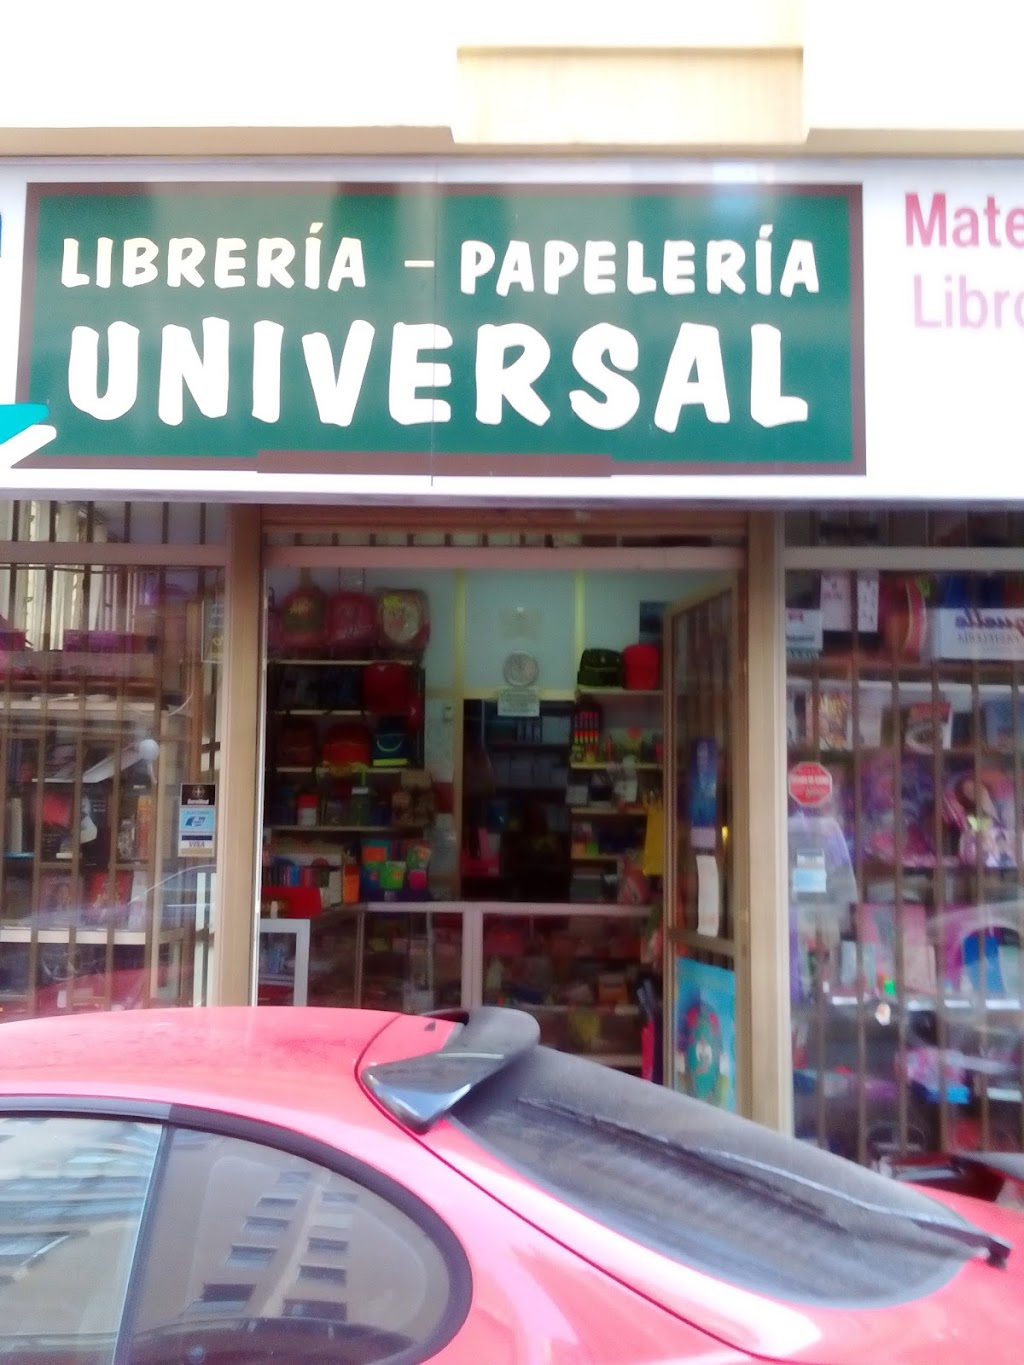 LIBRERÍA - PAPELERÍA
UNIVERSAL
Mate
Libro
VISA